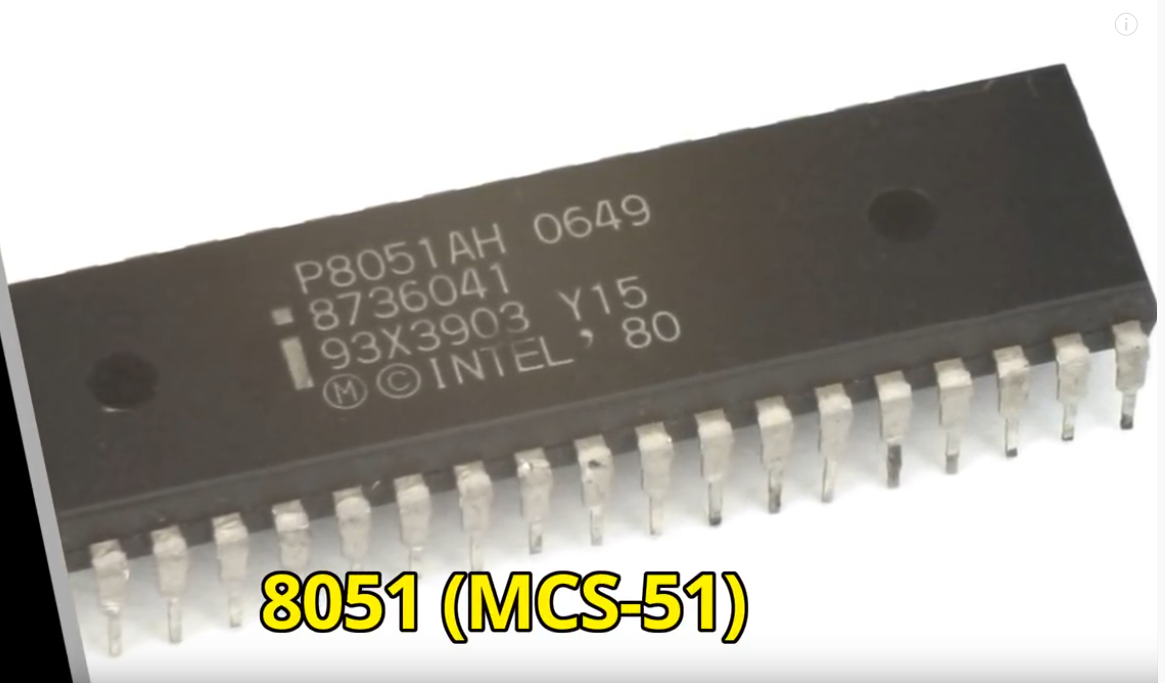 P8051AH 0649
8736041
93X3903 Y15
Ⓜ©INTEL '80
8051 (MCS-51)